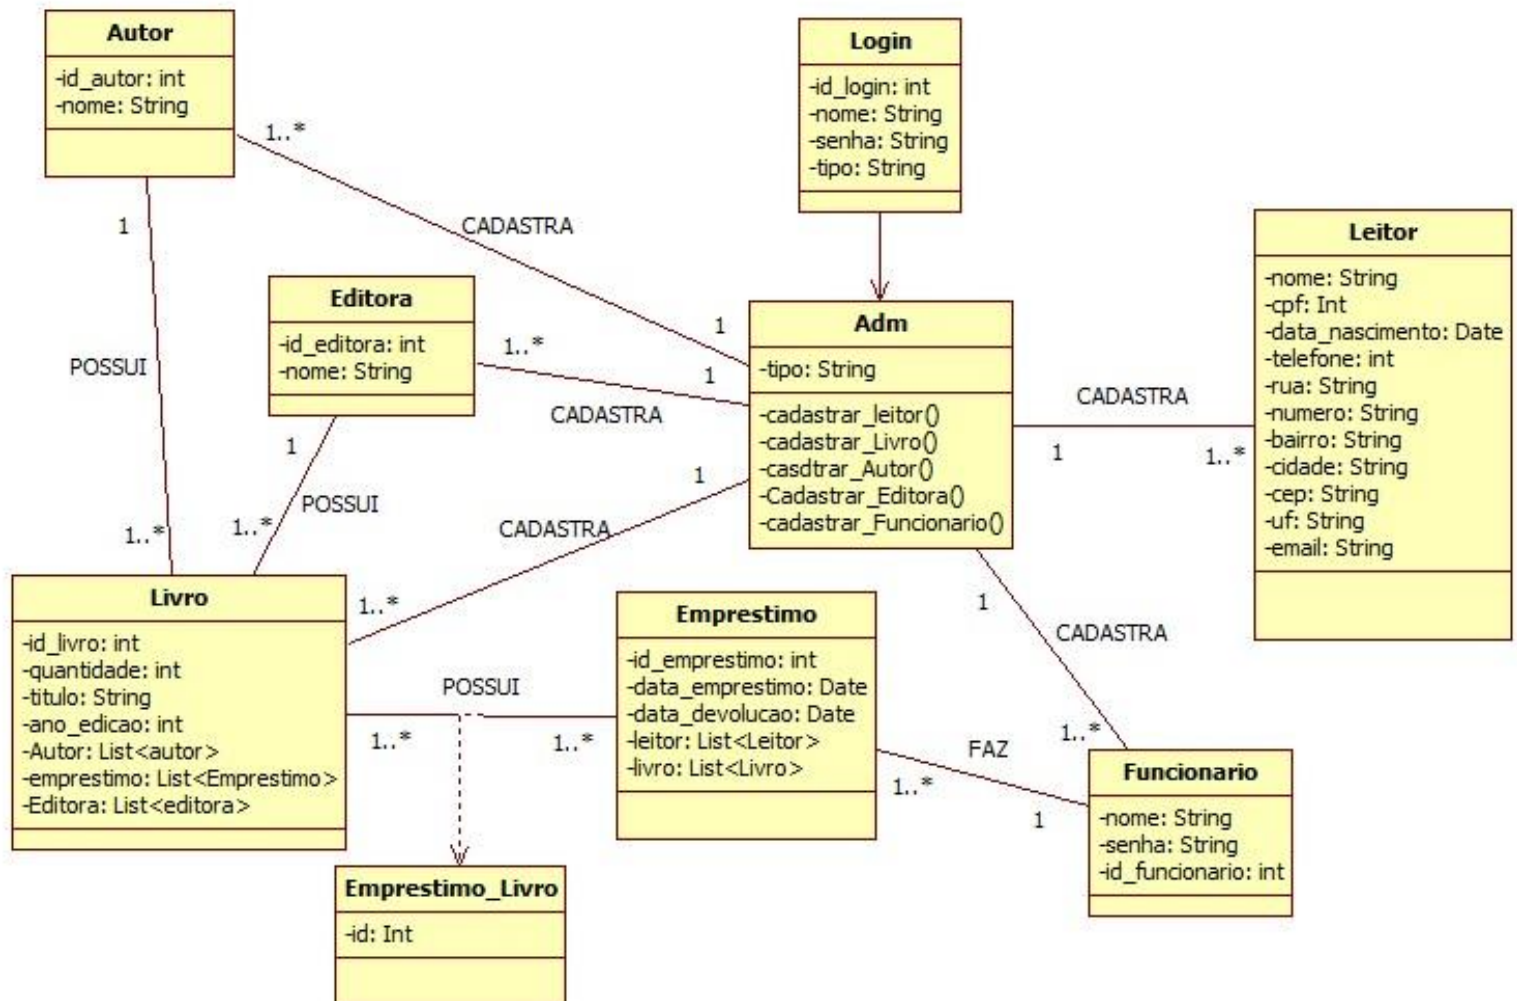 Autor
-id_autor: int
-nome: String
Login
-id_login: int
-nome: String
-senha: String
-tipo: String
1..*
CADASTRA
1
1
POSSUI
1..*
Editora
-id_editora: int
-nome: String
1..*
1
CADASTRA
1
POSSUI
1..*
Adm
-tipo: String
-cadastrar_leitor()
-cadastrar_Livro()
-casdtrar_Autor()
-Cadastrar_Editora()
-cadastrar_Funcionario()
CADASTRA
1
1..*
Leitor
-nome: String
-cpf: Int
-data_nascimento: Date
-telefone: int
-rua: String
-numero: String
-bairro: String
-cidade: String
-cep: String
-uf: String
-email: String
1
CADASTRA
1..*
Livro
-id_livro: int
-quantidade: int
-titulo: String
-ano_edicao: int
-Autor: List<autor>
-emprestimo: List<Emprestimo>
-Editora: List<editora>
POSSUI
1..*
1..*
Emprestimo
-id_emprestimo: int
-data_emprestimo: Date
-data_devolucao: Date
-leitor: List<Leitor>
-livro: List<Livro>
1
CADASTRA
1..*
FAZ
1..*
1
Funcionario
-nome: String
-senha: String
-id_funcionario: int
Emprestimo_Livro
-id: Int